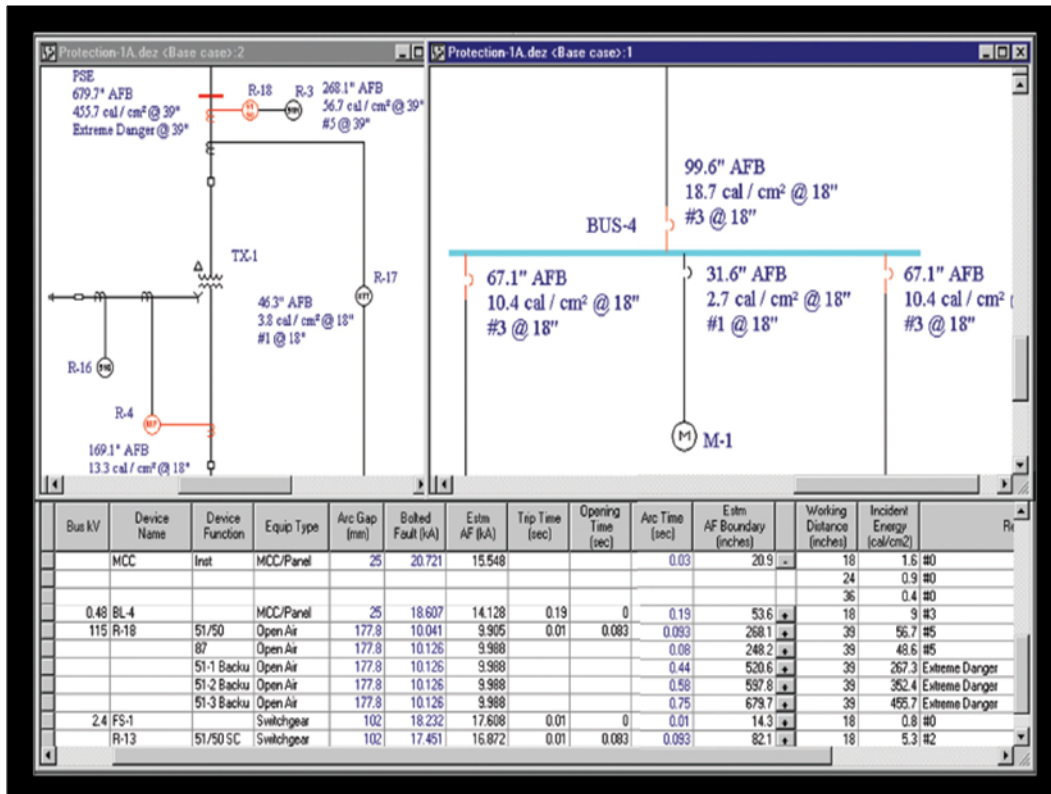 Protection-1A.dez <Base case>:2
PSE
679.7" AFB
455.7 cal / cm² @ 39"
Extreme Danger @ 39"
R-18
R-3
268.1" AFB
56.7 cal / cm² @ 39"
#5 @ 39"
TX-1
R-17
46.3" AFB
3.8 cal / cm² @ 18"
#1 @ 18"
R-16
R-4
169.1" AFB
13.3 cal / cm² @ 18"
Protection-1A.dez <Base case>:1
99.6" AFB
18.7 cal / cm² @ 18"
#3 @ 18"
BUS-4
67.1" AFB
10.4 cal / cm² @ 18"
#3 @ 18"
31.6" AFB
2.7 cal / cm² @ 18"
#1 @ 18"
67.1" AFB
10.4 cal / cm² @
#3 @ 18"
M
M-1
Bus kV Device Name Device Function Equip Type Arc Gap (mm) Bolted Fault (kA) Estm AF (kA) Trip Time (sec) Opening Time (sec) Arc Time (sec) Estm AF Boundary (inches) Working Distance (inches) Incident Energy (cal/cm2)
MCC Inst MCC/Panel 25 20.721 15.548 0.03 20.9 - 18 1.6 #0
24 0.9 #0
36 0.4 #0
0.48 BL-4 MCC/Panel 25 18.607 14.128 0.19 0 0.19 53.6 + 18 9 #3
115 R-18 51/50 Open Air 177.8 10.041 9.905 0.01 0.083 0.093 268.1 + 39 56.7 #5
87 Open Air 177.8 10.126 9.988 0.08 248.2 + 39 48.6 #5
51-1 Backu Open Air 177.8 10.126 9.988 0.44 520.6 + 39 267.3 Extreme Danger
51-2 Backu Open Air 177.8 10.126 9.988 0.58 597.8 + 39 352.4 Extreme Danger
51-3 Backu Open Air 177.8 10.126 9.988 0.75 679.7 + 39 455.7 Extreme Danger
2.4 FS-1 Switchgear 102 18.232 17.608 0.01 0 0.01 14.3 + 18 0.8 #0
R-13 51/50 SC Switchgear 102 17.451 16.872 0.01 0.083 0.093 82.1 + 18 5.3 #2